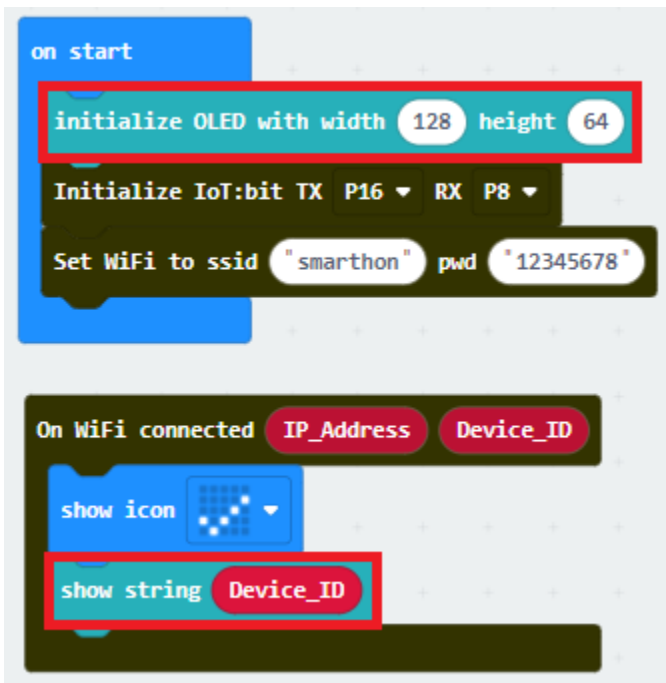 on start
initialize OLED with width 128 height 64
Initialize IoT:bit TX P16 RX P8
Set WiFi to ssid "smarthon" pwd "12345678"
On WiFi connected IP_Address Device_ID
show icon
show string Device_ID